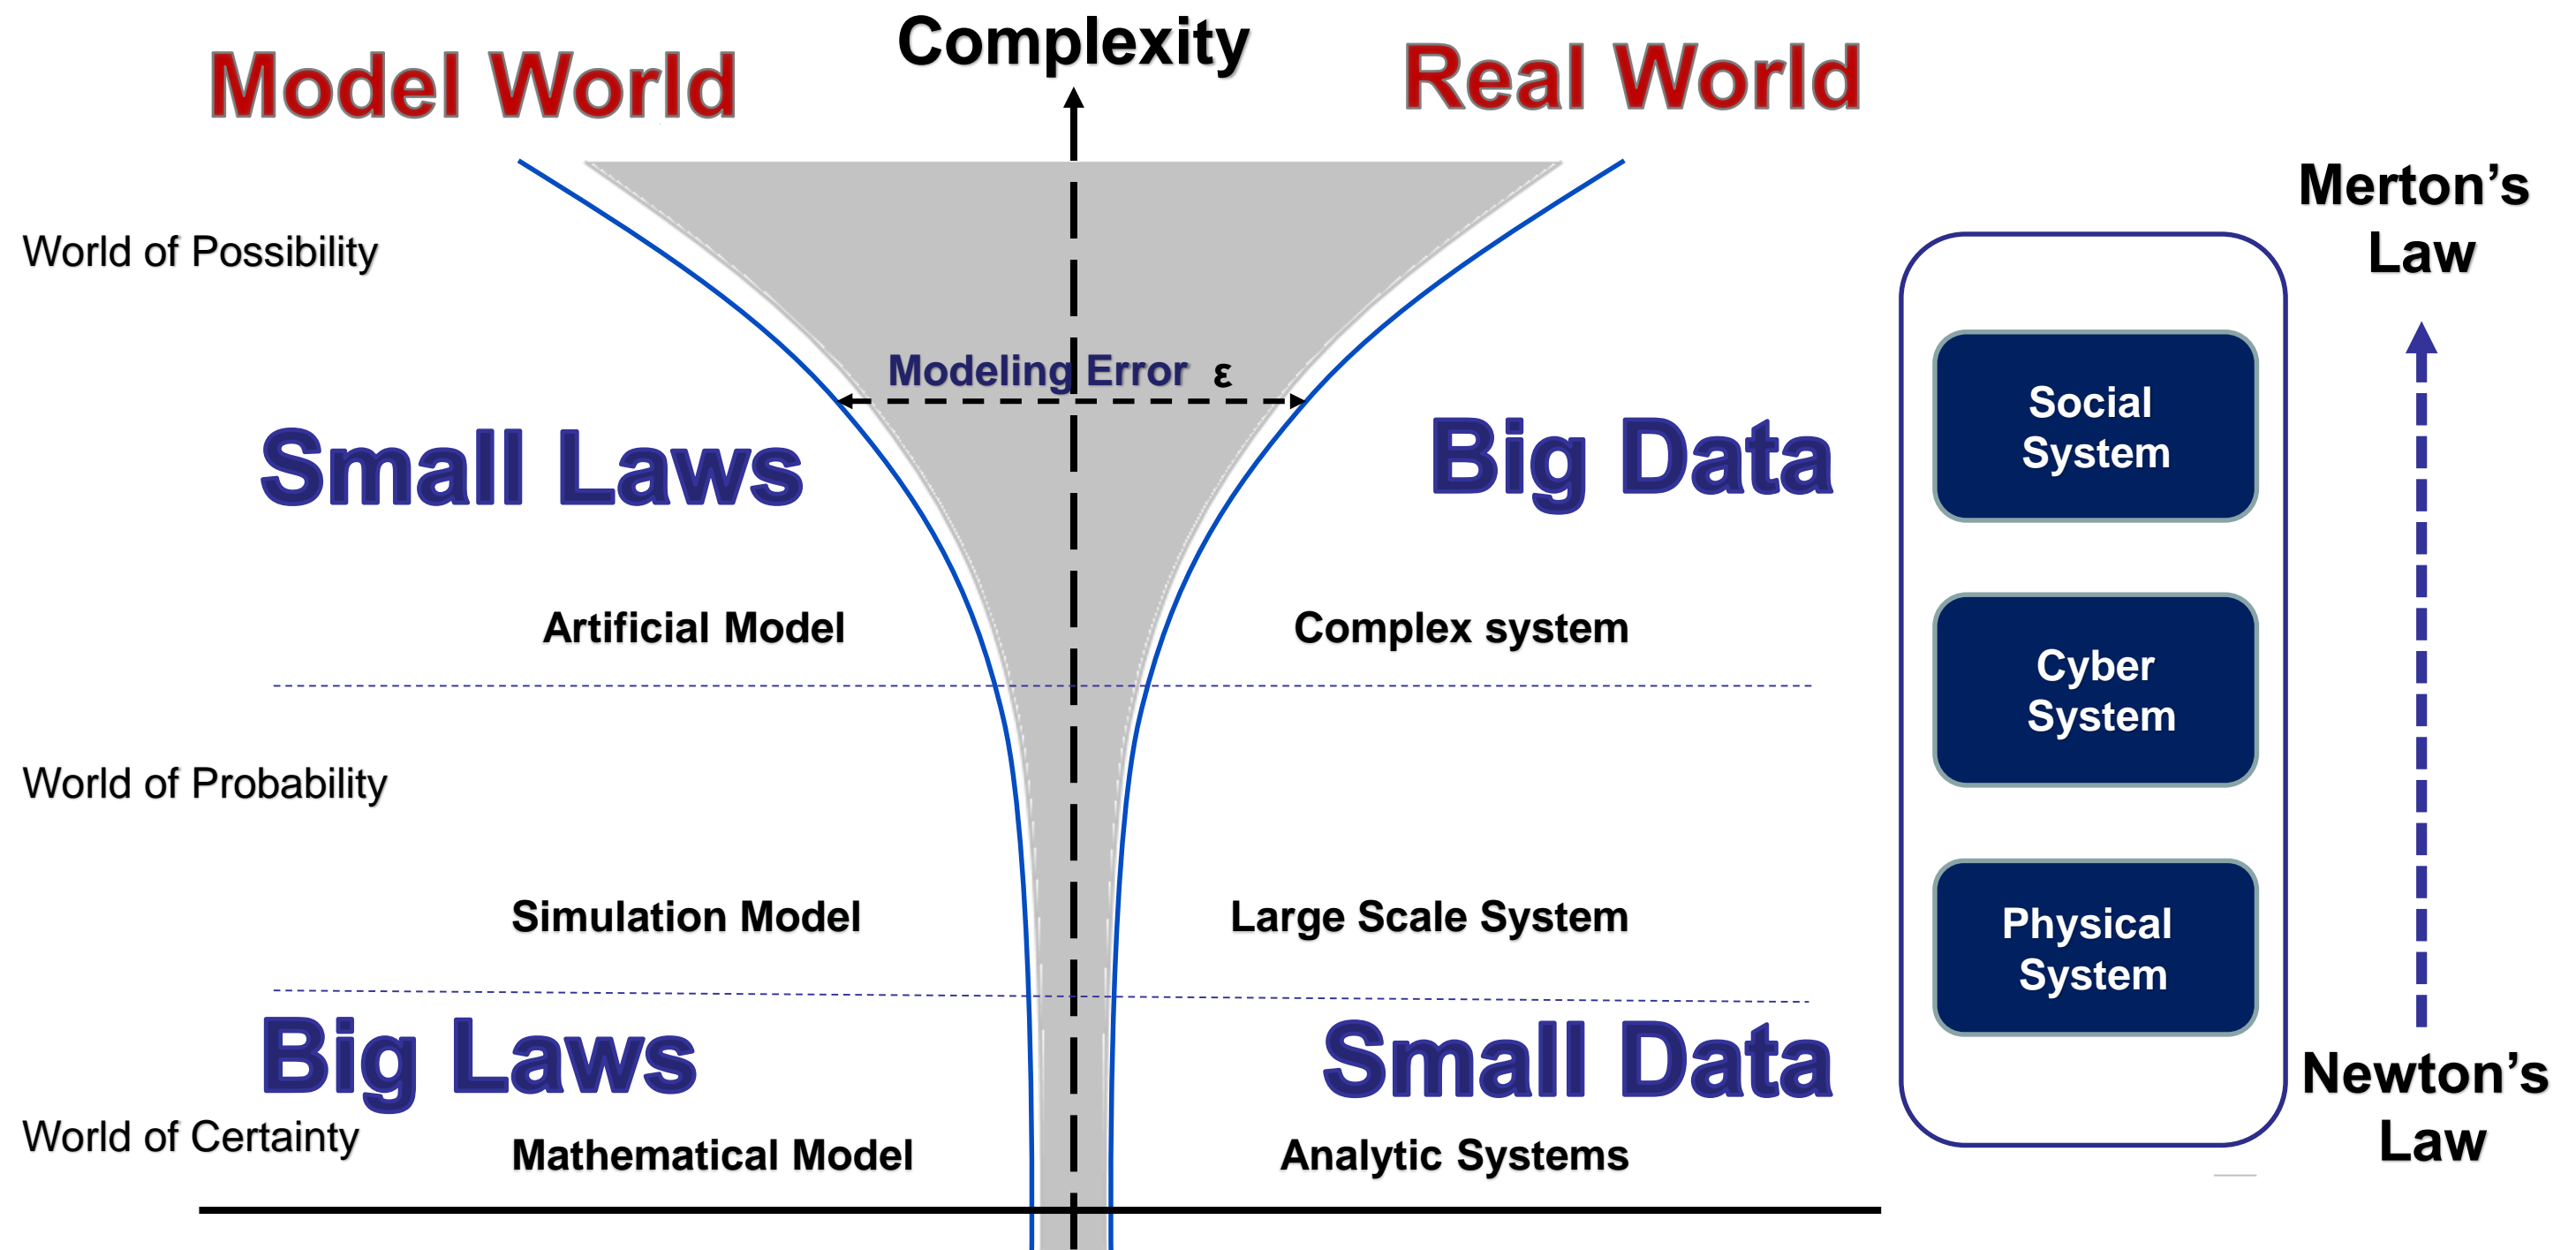 Complexity
Model World
Real World
Merton’s
Law
World of Possibility
Modeling Error ε
Small Laws
Big Data
Social
System
Artificial Model
Complex system
Cyber
System
World of Probability
Simulation Model
Large Scale System
Physical
System
Big Laws
Small Data
Newton’s
Law
World of Certainty
Mathematical Model
Analytic Systems